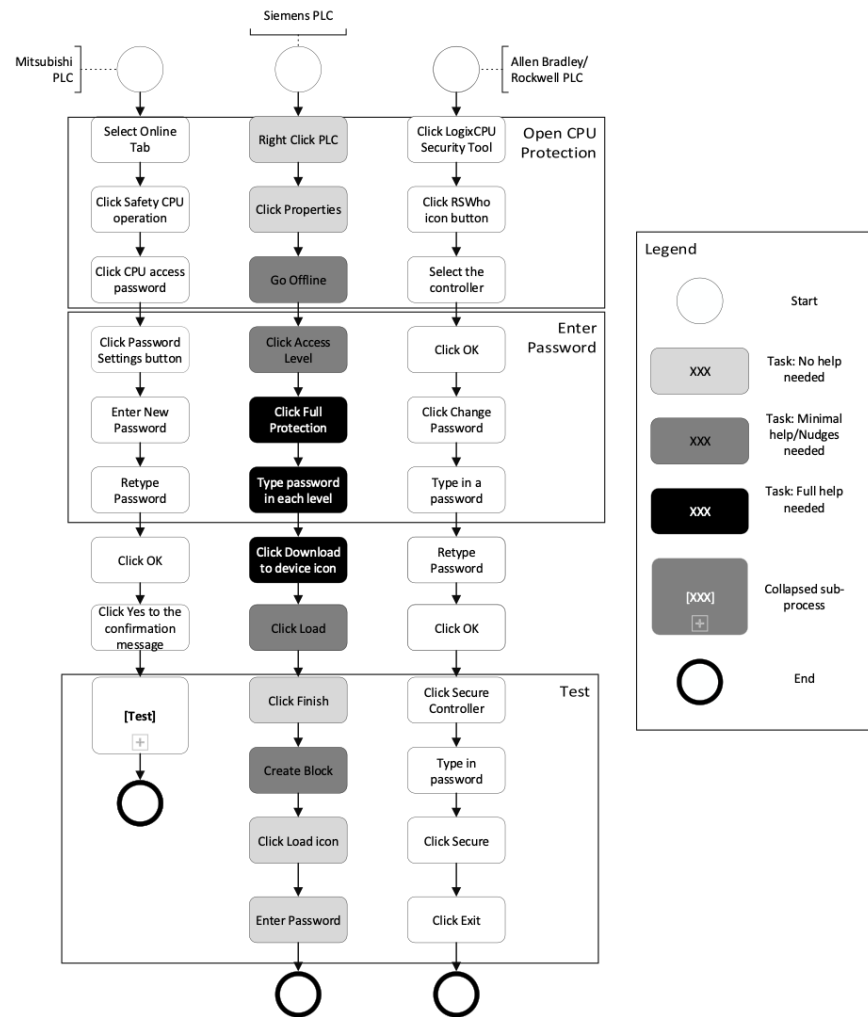 Siemens PLC
Mitsubishi
PLC
Allen Bradley/
Rockwell PLC
Open CPU
Protection
Select Online
Tab
Click Safety CPU
operation
Click CPU access
password
Click Password
Settings button
Enter New
Password
Retype
Password
Click OK
Click Yes to the
confirmation
message
[Test]
Right Click PLC
Click Properties
Go Offline
Click Access
Level
Click Full
Protection
Type password
in each level
Click Download
to device icon
Click Load
Click Finish
Create Block
Click Load icon
Enter Password
Click LogixCPU
Security Tool
Click RSWho
icon button
Select the
controller
Click OK
Click Change
Password
Type in a
password
Retype
Password
Click OK
Click Secure
Controller
Type in
password
Click Secure
Click Exit
Enter
Password
Test
Legend
Start
XXX
Task: No help
needed
XXX
Task: Minimal
help/Nudges
needed
XXX
Task: Full help
needed
[XXX]
Collapsed sub-
process
End